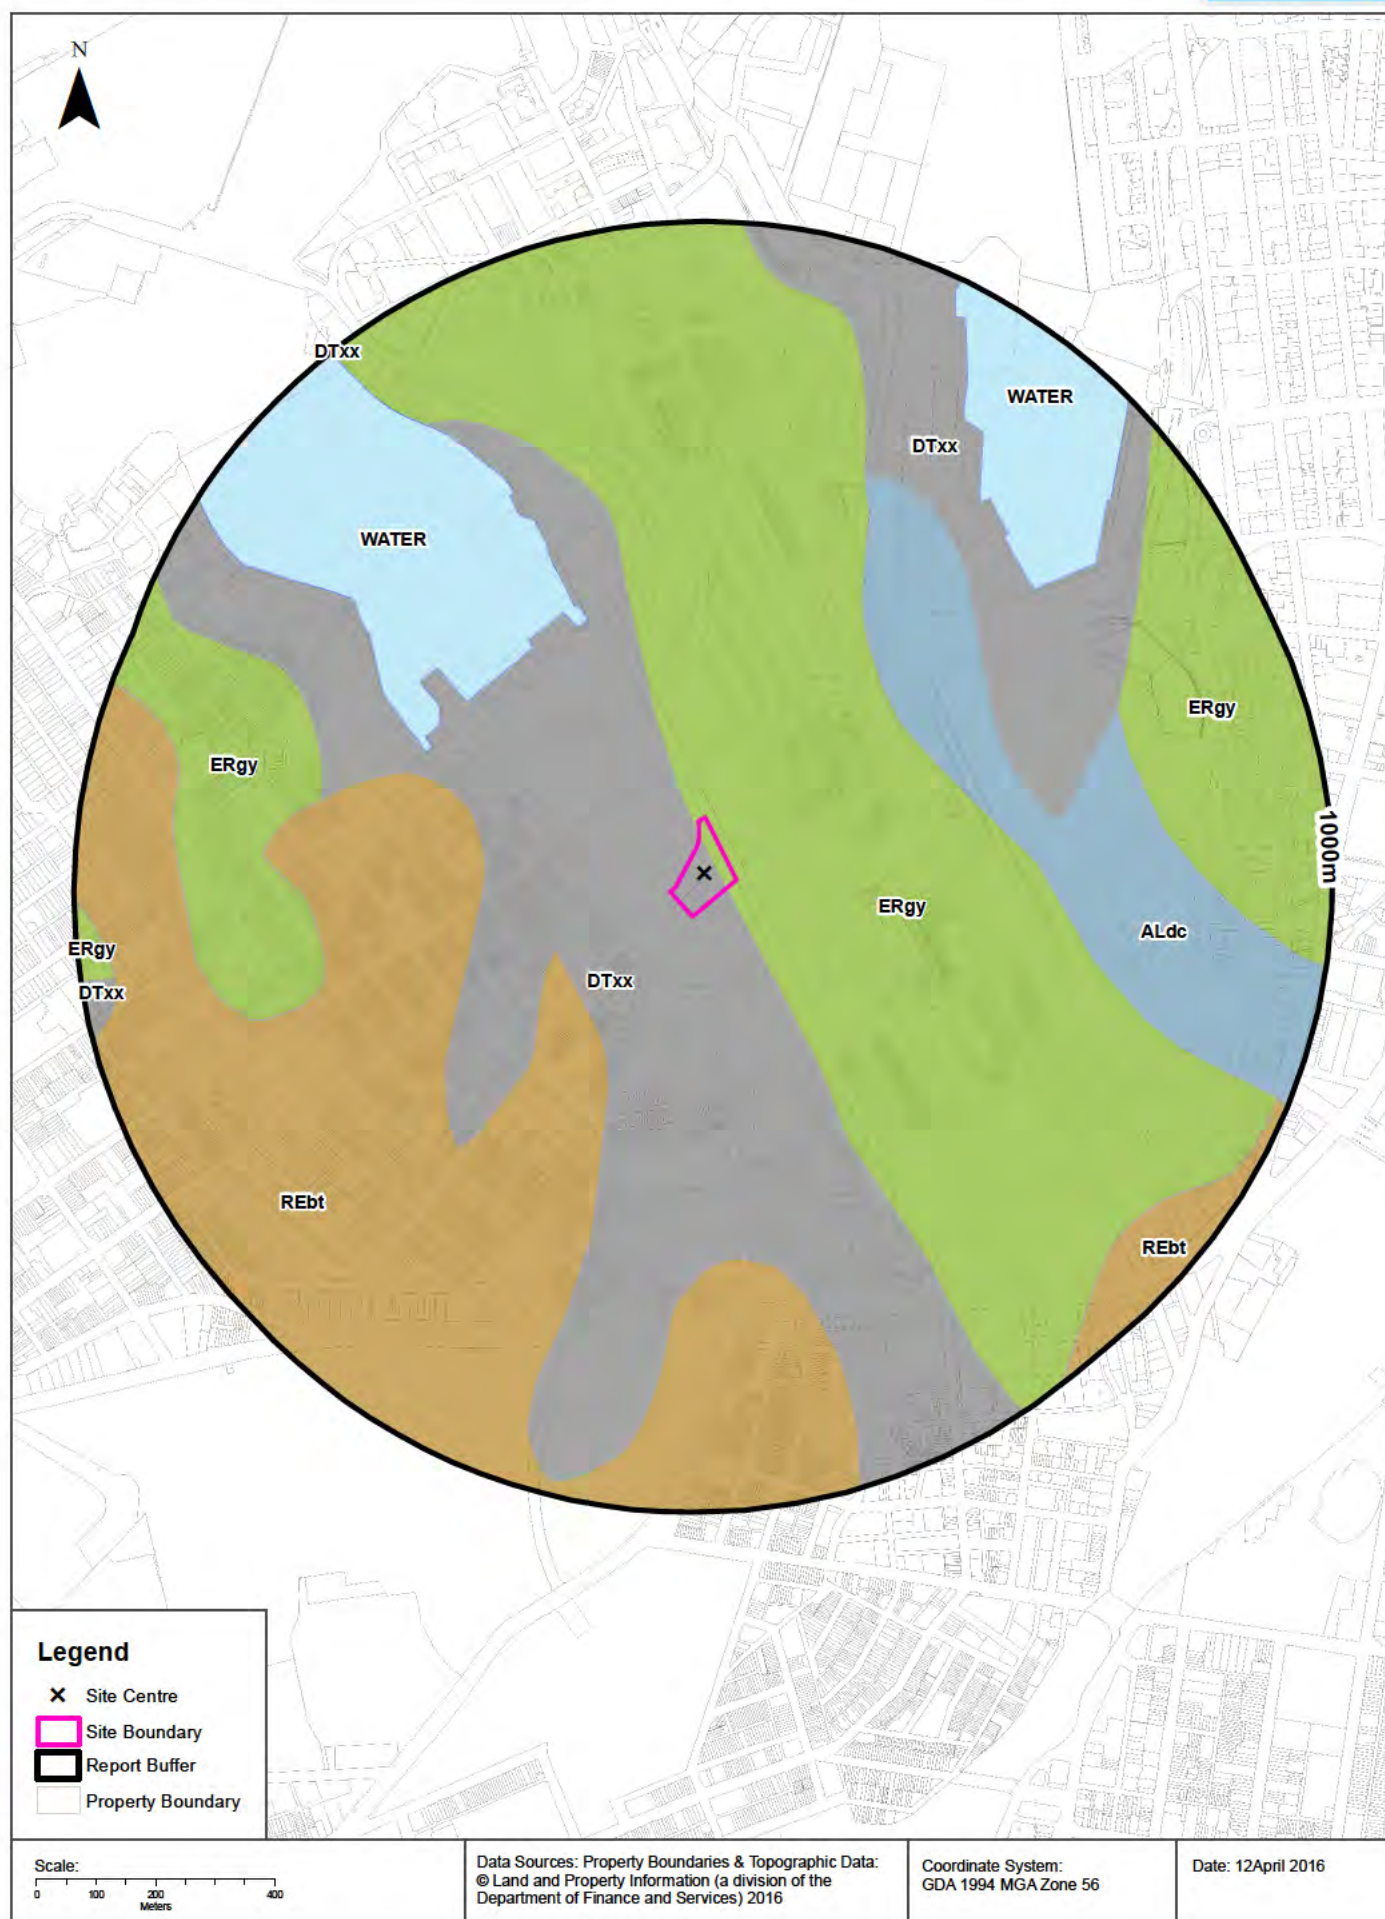 N
DTxx
WATER
DTxx
WATER
ERgy
ERgy
1000m
ERgy
ALdc
ERgy
DTxx
DTxx
REbt
REbt
Legend
Site Centre
Site Boundary
Report Buffer
Property Boundary
Scale:
0 100 200 400
Meters
Data Sources: Property Boundaries & Topographic Data:
© Land and Property Information (a division of the
Department of Finance and Services) 2016
Coordinate System:
GDA 1994 MGA Zone 56
Date: 12April 2016